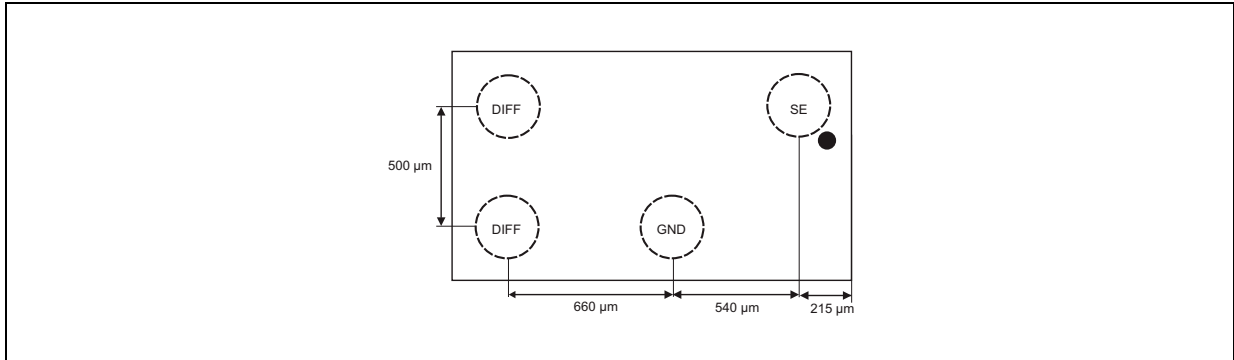 DIFF
SE
500 µm
DIFF
GND
660 µm
540 µm
215 µm